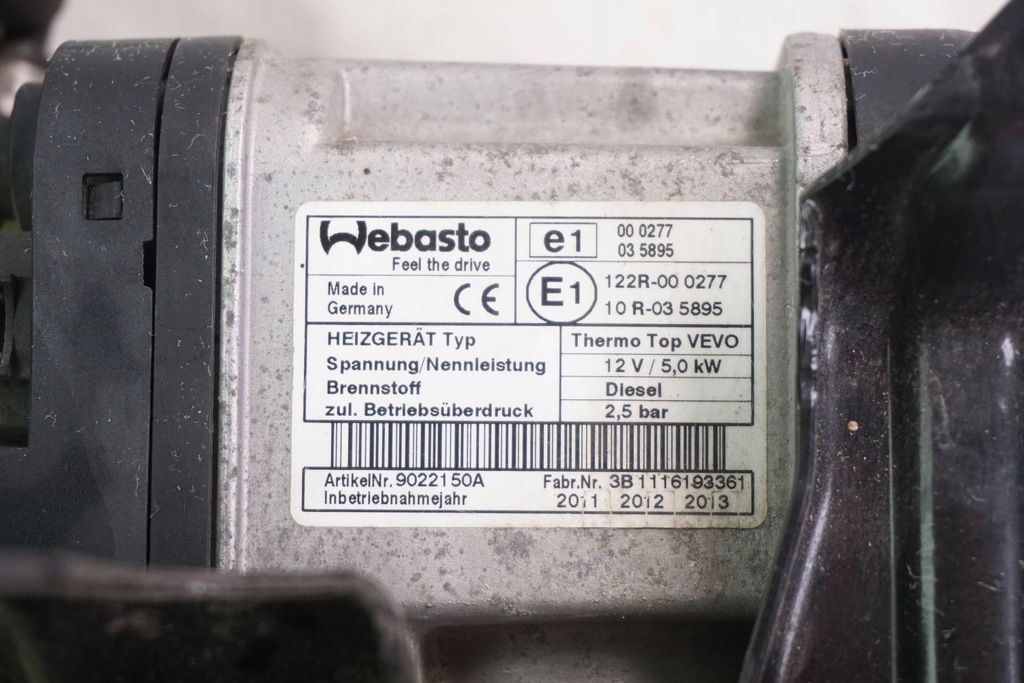 Webasto
Feel the drive
e1
00 0277
03 5895
Made in
Germany
CE
E1
122R-00 0277
10 R-03 5895
HEIZGERÄT Typ
Thermo Top VEVO
Spannung/Nennleistung
12 V / 5,0 kW
Brennstoff
Diesel
zul. Betriebsüberdruck
2,5 bar
ArtikelNr. 9022150A
Fabr.Nr. 3B1116193361
Inbetriebnahmejahr
2011 2012 2013